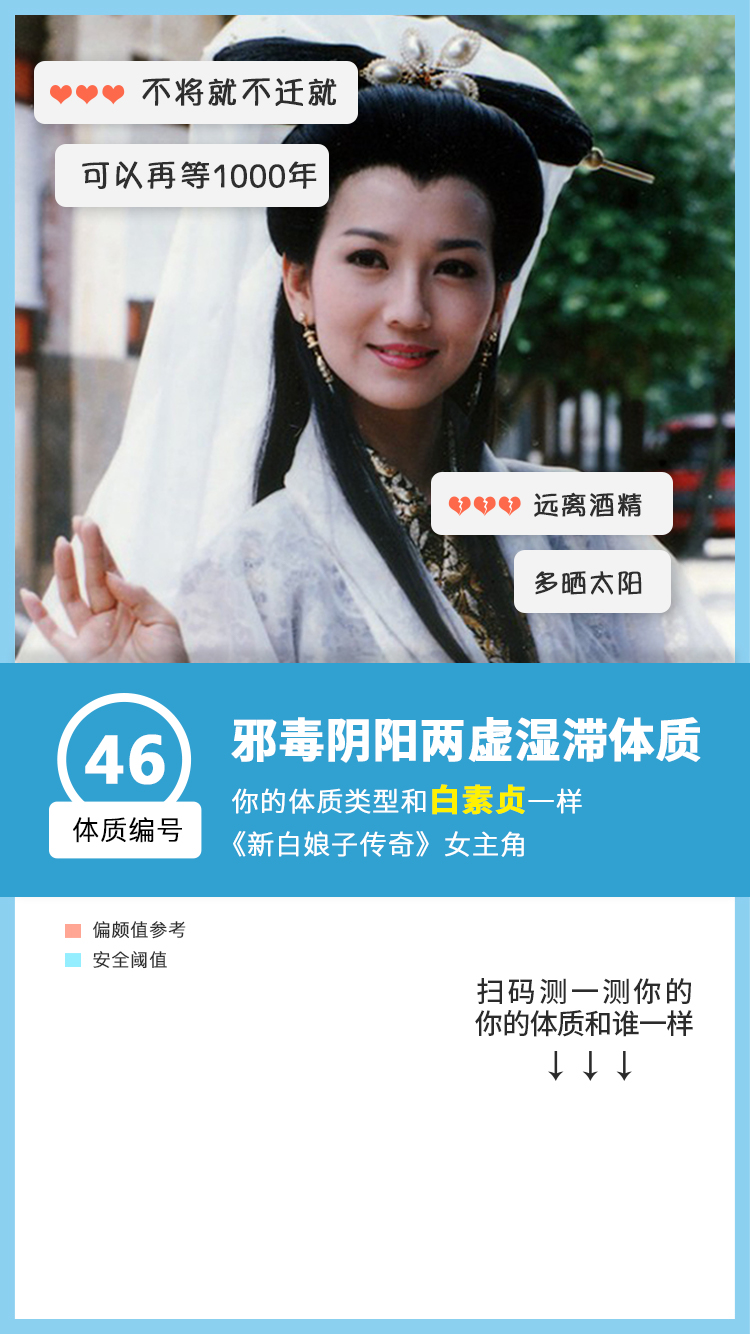 不将就不迁就
可以再等1000年
远离酒精
多晒太阳
46
体质编号
邪毒阴阳两虚湿滞体质
你的体质类型和白素贞一样
《新白娘子传奇》女主角
偏颇值参考
安全阈值
扫码测一测你的
你的体质和谁一样
↓↓↓